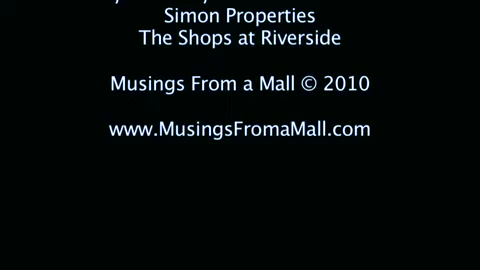 Simon Properties
The Shops at Riverside
Musings From a Mall © 2010
www.MusingsFromaMall.com